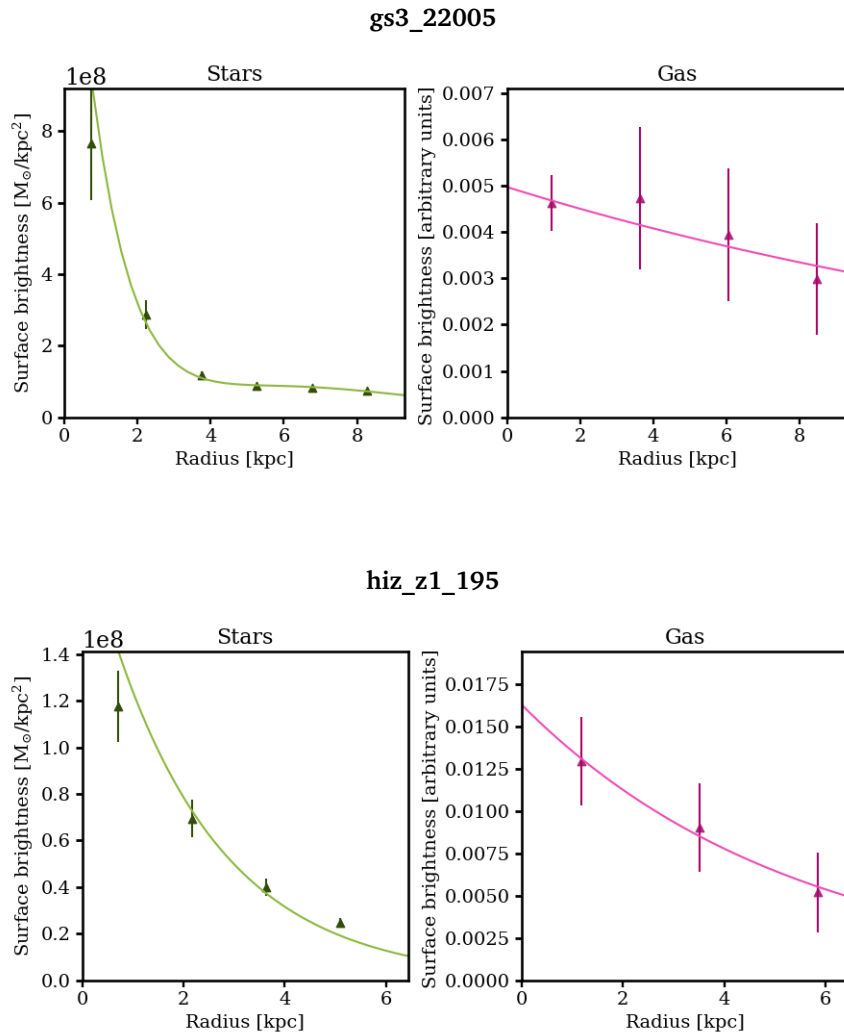 gs3_22005
Stars
Gas
1e8
Surface brightness [M⊙/kpc²]
8
6
4
2
0
0 2 4 6 8
Radius [kpc]
Surface brightness [arbitrary units]
0.007
0.006
0.005
0.004
0.003
0.002
0.001
0.000
0 2 4 6 8
Radius [kpc]
hiz_z1_195
Stars
Gas
1e8
Surface brightness [M⊙/kpc²]
1.4
1.2
1.0
0.8
0.6
0.4
0.2
0.0
0 2 4 6
Radius [kpc]
Surface brightness [arbitrary units]
0.0175
0.0150
0.0125
0.0100
0.0075
0.0050
0.0025
0.0000
0 2 4 6
Radius [kpc]